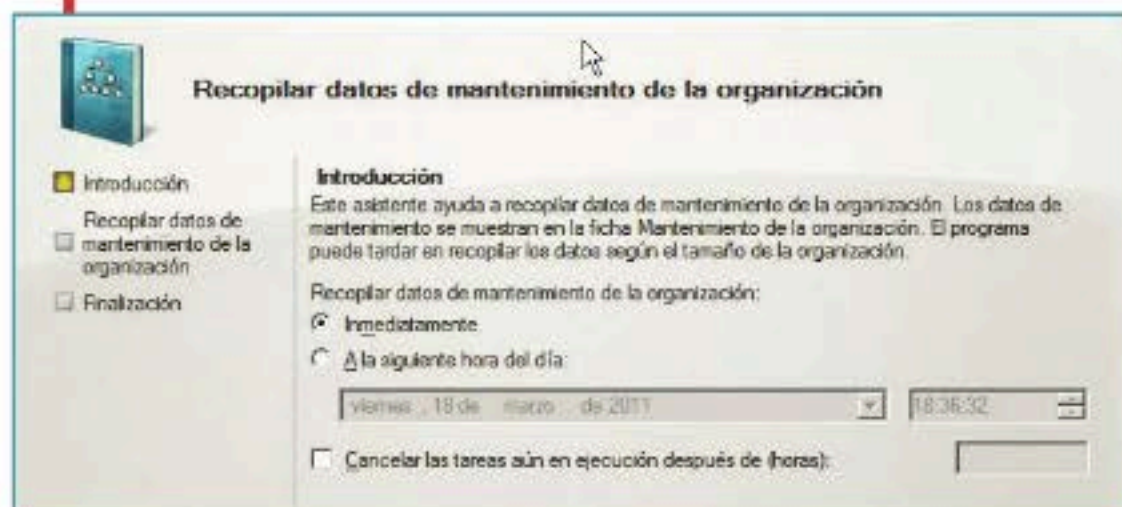 Recopilar datos de mantenimiento de la organización
Introducción
Recopilar datos de
mantenimiento de la
organización
Finalización
Introducción
Este asistente ayuda a recopilar datos de mantenimiento de la organización. Los datos de
mantenimiento se muestran en la ficha Mantenimiento de la organización. El programa
puede tardar en recopilar los datos según el tamaño de la organización.
Recopilar datos de mantenimiento de la organización:
Inmediatamente
A la siguiente hora del día:
viernes , 18 de marzo de 2011
18:36:32
Cancelar las tareas aún en ejecución después de (horas):